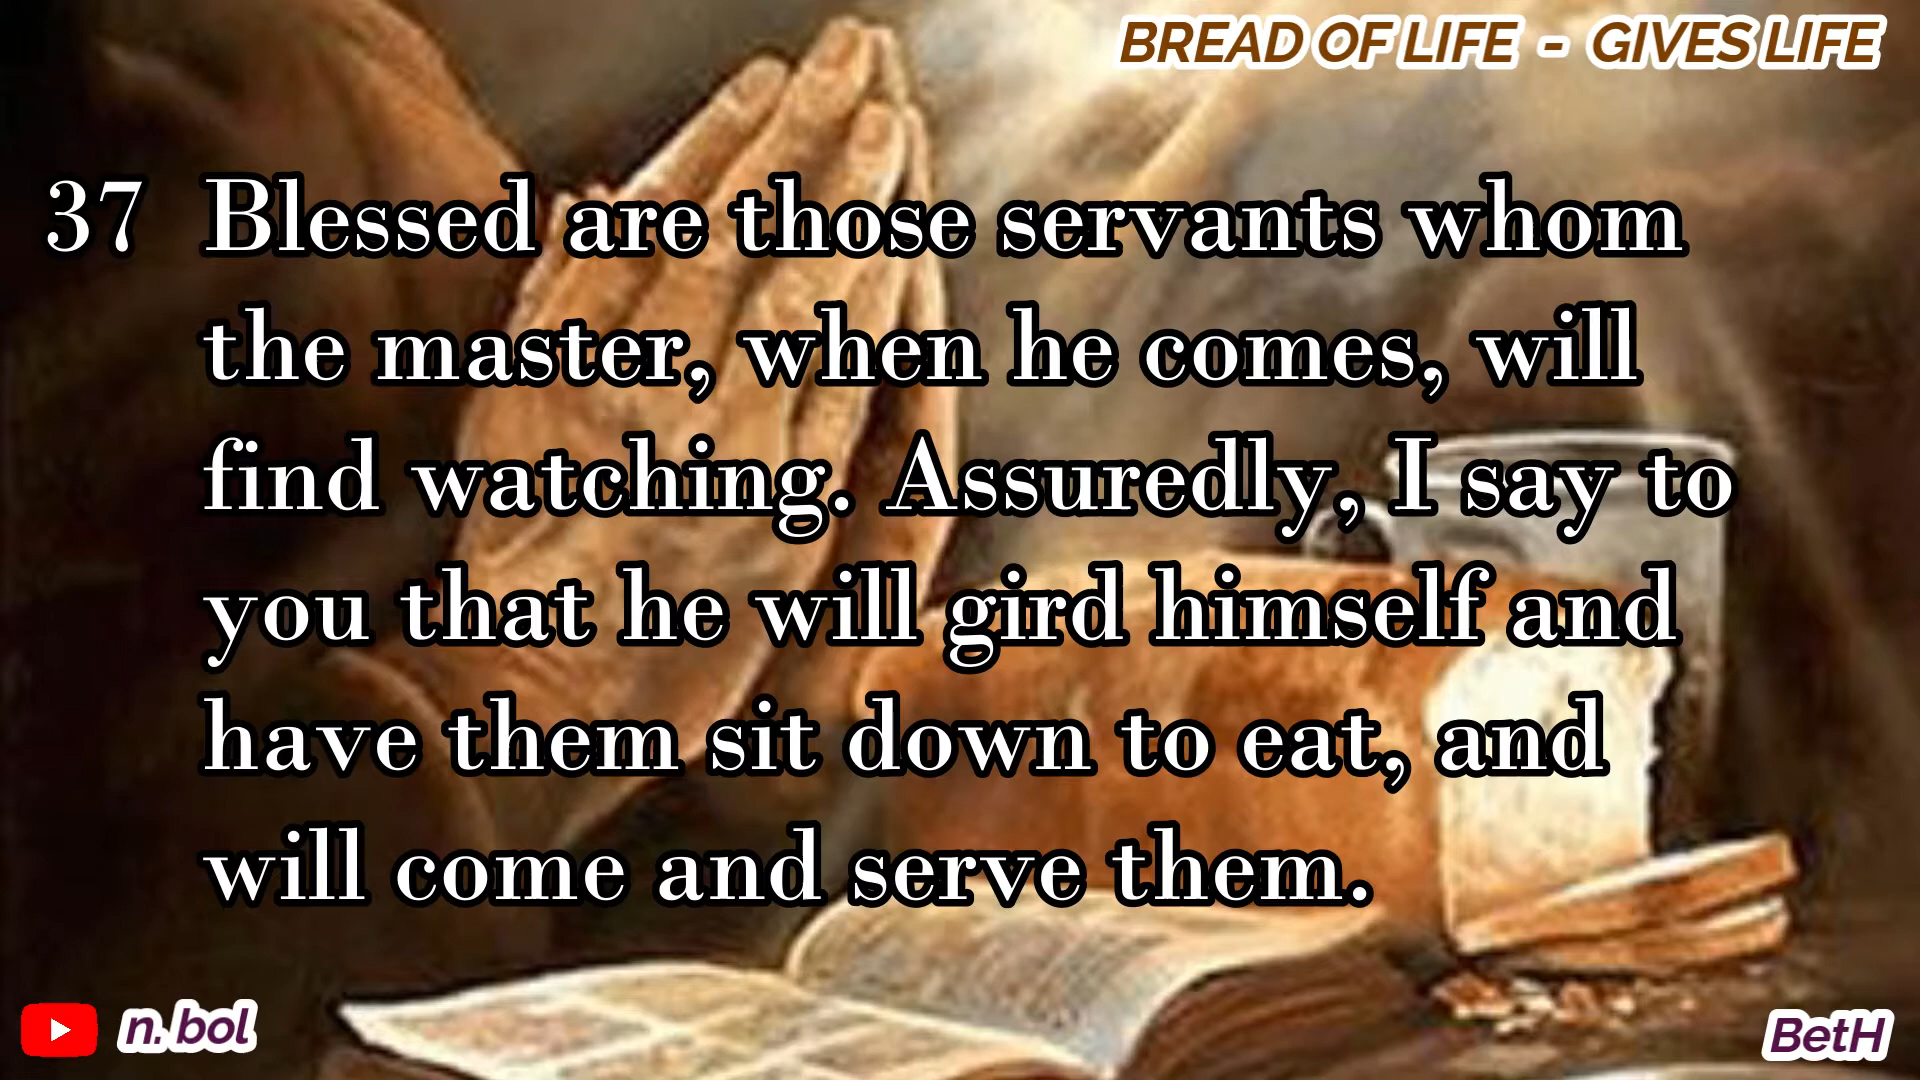 BREAD OF LIFE - GIVES LIFE
37 Blessed are those servants whom
the master, when he comes, will
find watching. Assuredly, I say to
you that he will gird himself and
have them sit down to eat, and
will come and serve them.
n. bol
BetH